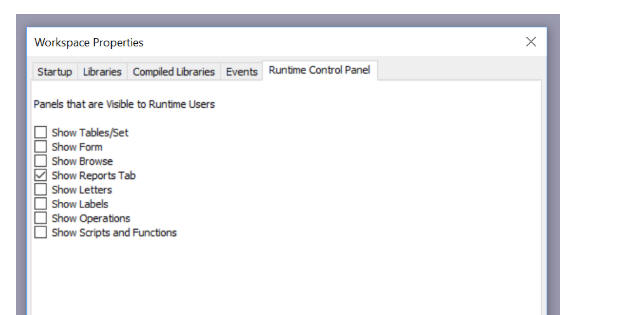 Workspace Properties
Startup Libraries Compiled Libraries Events Runtime Control Panel
Panels that are Visible to Runtime Users
Show Tables/Set
Show Form
Show Browse
Show Reports Tab
Show Letters
Show Labels
Show Operations
Show Scripts and Functions